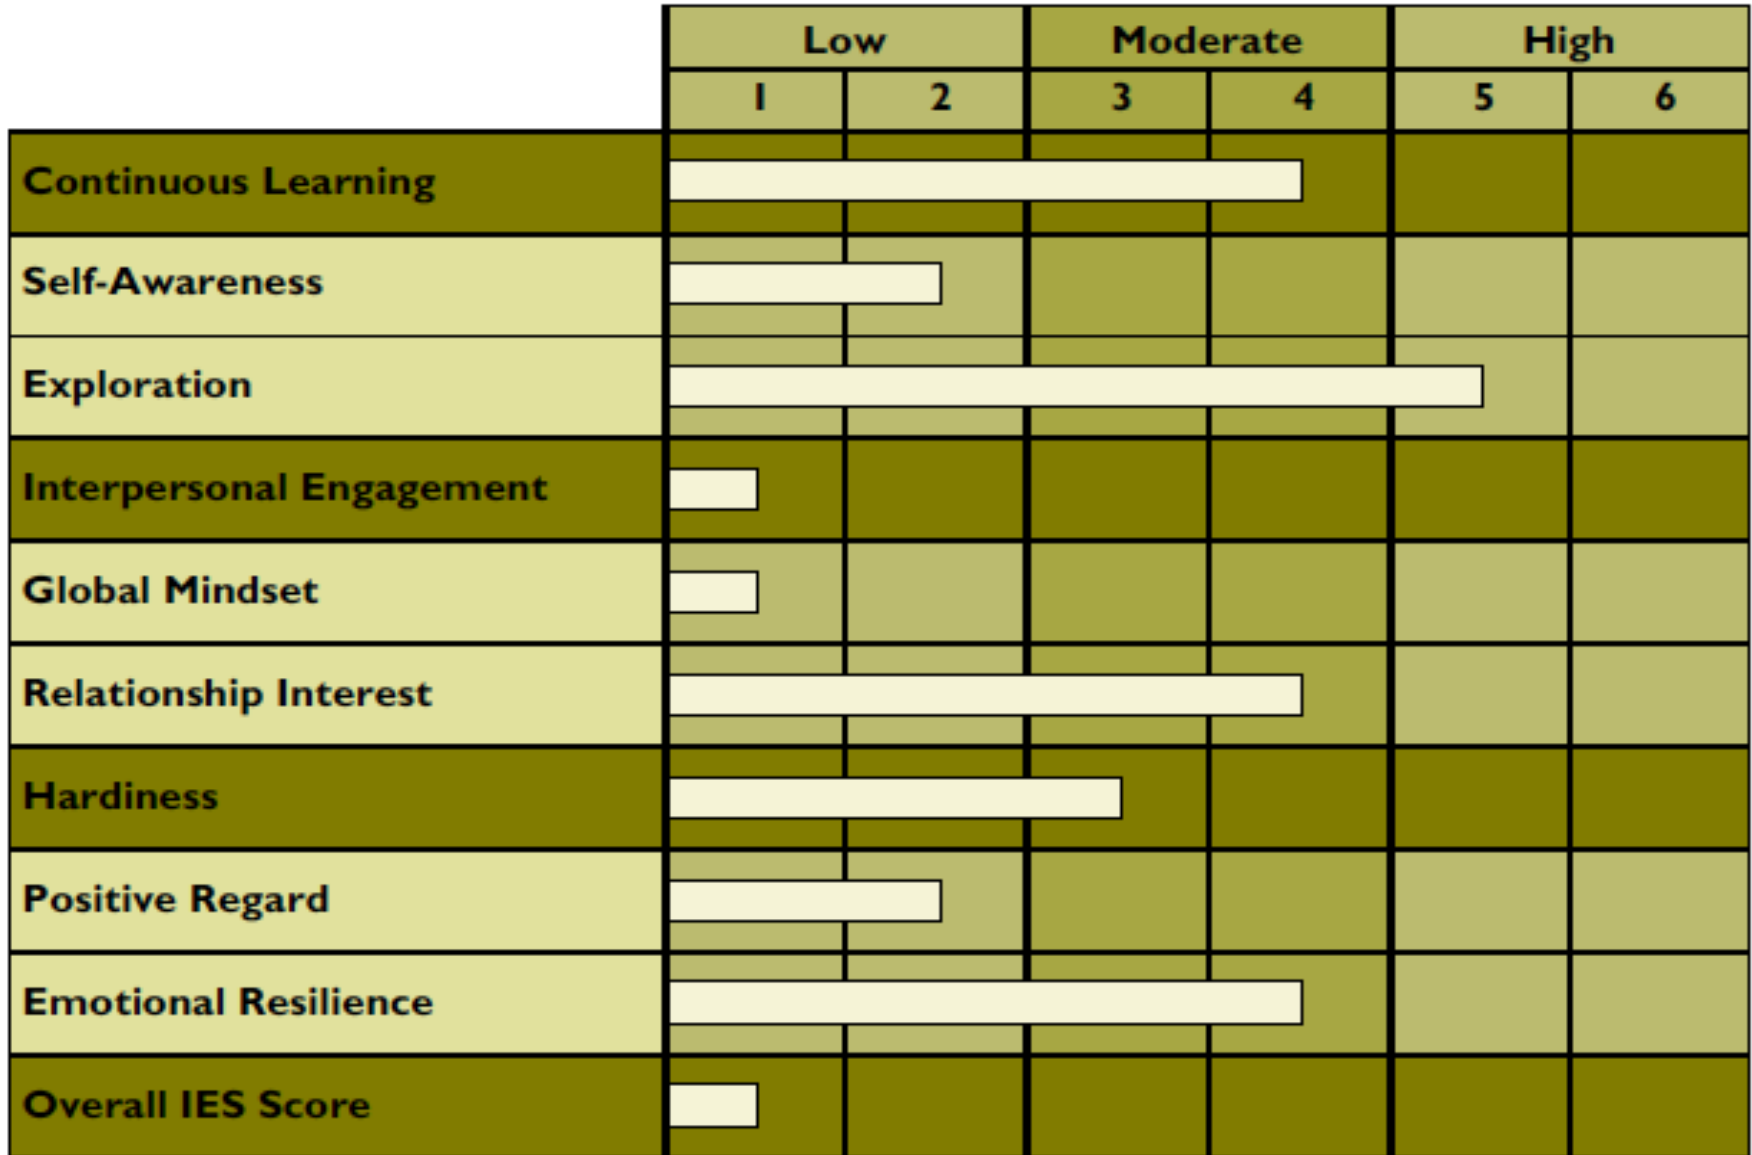 Low Moderate High
1 2 3 4 5 6
Continuous Learning
Self-Awareness
Exploration
Interpersonal Engagement
Global Mindset
Relationship Interest
Hardiness
Positive Regard
Emotional Resilience
Overall IES Score